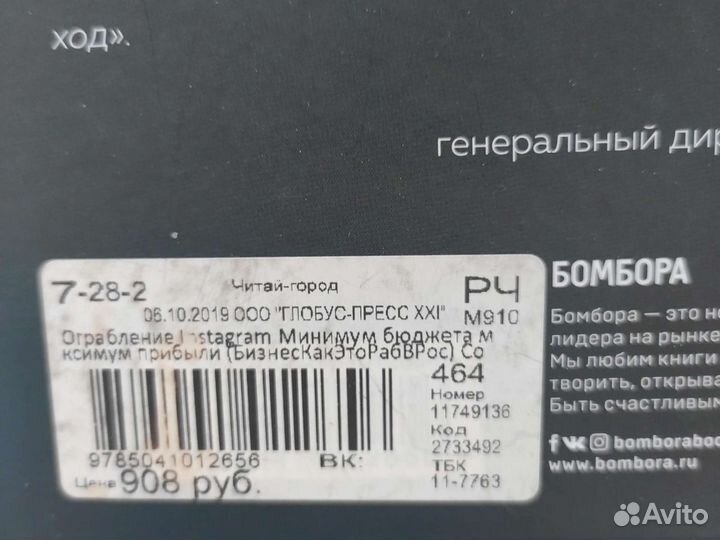 ход».
генеральный дир
7-28-2 Читай-город РЧ
06.10.2019 ООО "ГЛОБУС-ПРЕСС XXI" М910
Ограбление Instagram Минимум бюджета м
ксимум прибыли (БизнесКакЭтоРабВРос) Со
464
Номер
11749136
Код
2733492
ТБК
11-7763
9785041012656 ВК:
Цена 908 руб.
БОМБОРА
Бомбора — это но
лидера на рынке
Мы любим книги
творить, открыва
Быть счастливым
bomboraboo
www.bombora.ru
Avito